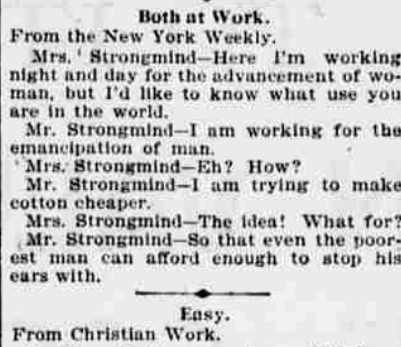 Both at Work.
From the New York Weekly.
Mrs. Strongmind—Here I'm working
night and day for the advancement of wo-
man, but I'd like to know what use you
are in the world.
Mr. Strongmind—I am working for the
emancipation of man.
Mrs. Strongmind—Eh? How?
Mr. Strongmind—I am trying to make
cotton cheaper.
Mrs. Strongmind—The idea! What for?
Mr. Strongmind—So that even the poor-
est man can afford enough to stop his
ears with.
Easy.
From Christian Work.